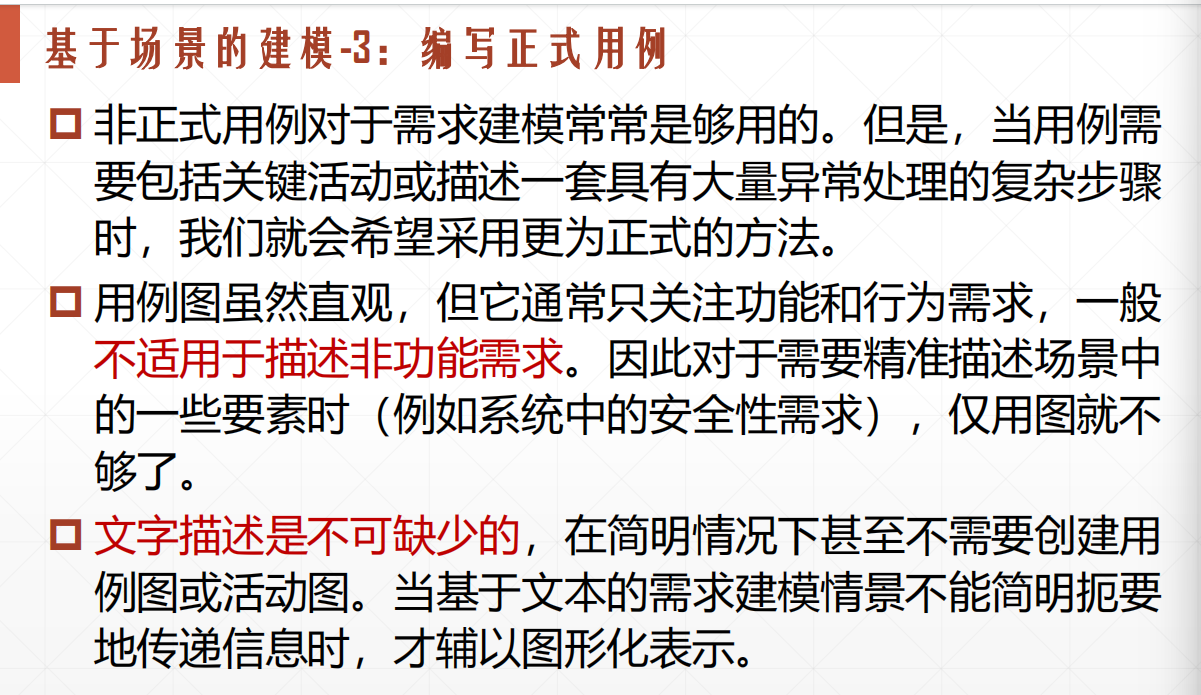 基于场景的建模-3：编写正式用例
非正式用例对于需求建模常常是够用的。但是，当用例需
要包括关键活动或描述一套具有大量异常处理的复杂步骤
时，我们就会希望采用更为正式的方法。
用例图虽然直观，但它通常只关注功能和行为需求，一般
不适用于描述非功能需求。因此对于需要精准描述场景中
的一些要素时（例如系统中的安全性需求），仅用图就不
够了。
文字描述是不可缺少的，在简明情况下甚至不需要创建用
例图或活动图。当基于文本的需求建模情景不能简明扼要
地传递信息时，才辅以图形化表示。